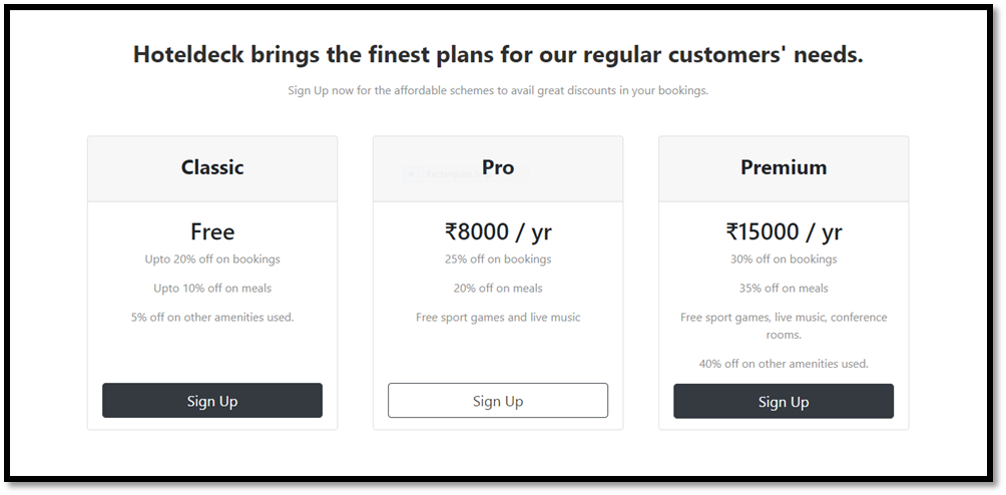 Hoteldeck brings the finest plans for our regular customers' needs.
Sign Up now for the affordable schemes to avail great discounts in your bookings.
Classic
Free
Upto 20% off on bookings
Upto 10% off on meals
5% off on other amenities used.
Sign Up
Pro
₹8000 / yr
25% off on bookings
20% off on meals
Free sport games and live music
Sign Up
Premium
₹15000 / yr
30% off on bookings
35% off on meals
Free sport games, live music, conference
rooms.
40% off on other amenities used.
Sign Up